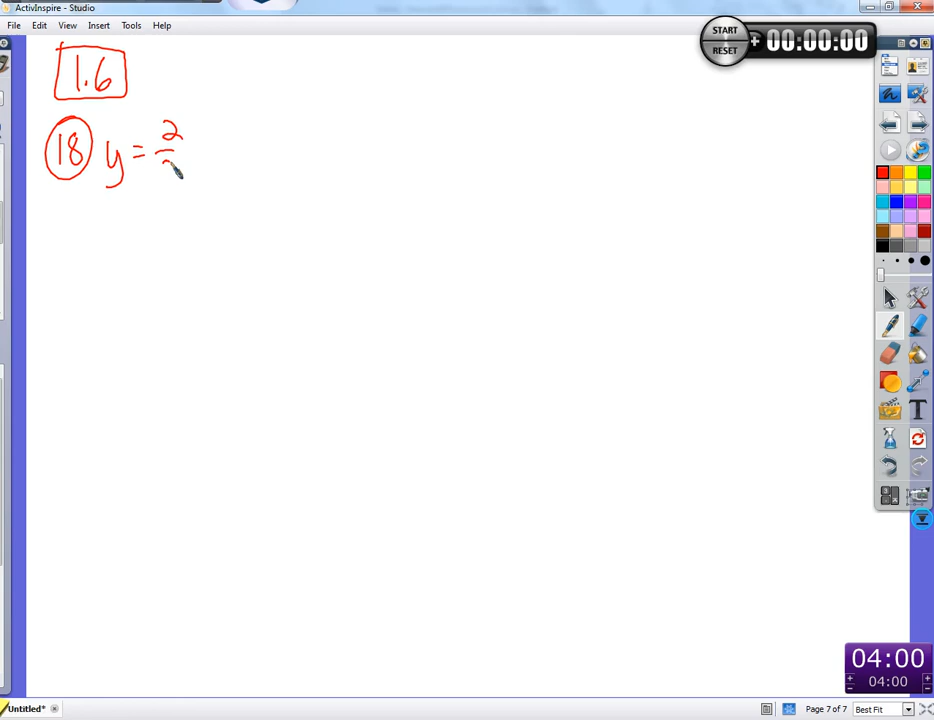 ActivInspire - Studio
File Edit View Insert Tools Help
START
RESET
+ 00:00:00
1.6
18 y = 2
T
04:00
+ 04:00 +
Untitled*
Page 7 of 7 Best Fit